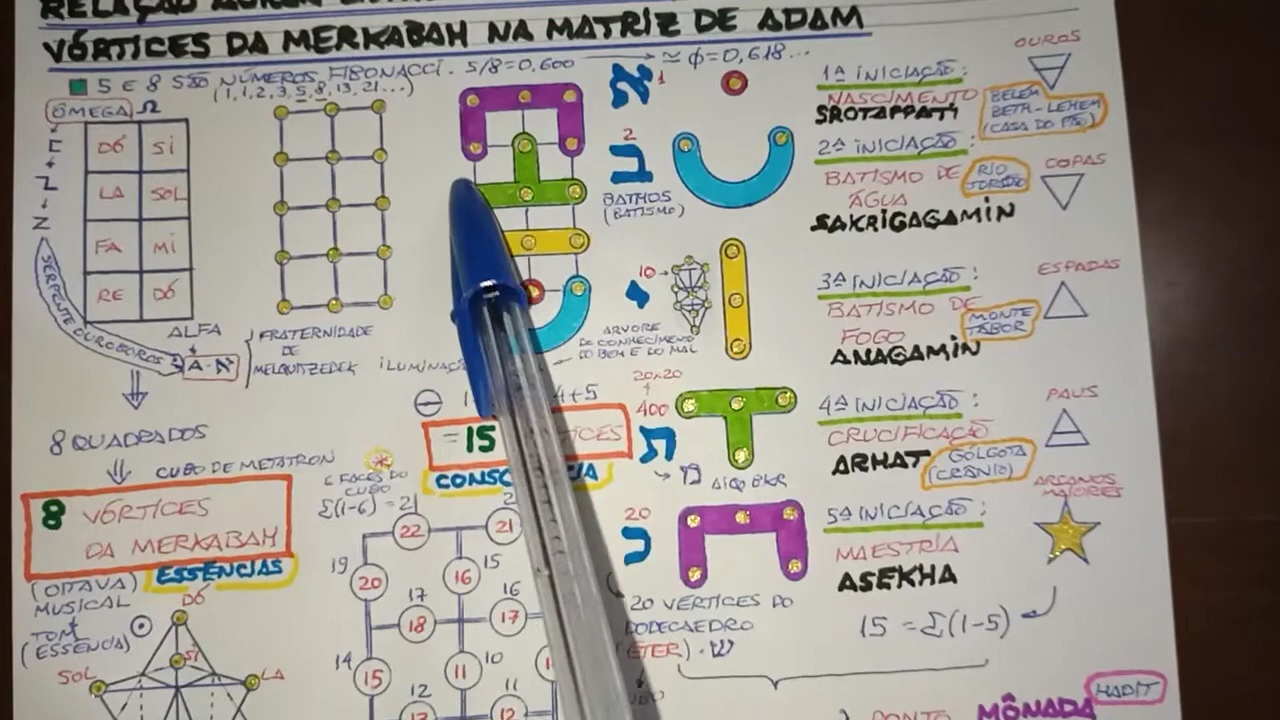 VÓRTICES DA MERKABAH NA MATRIZ DE ADAM
5 E 8 SÃO NÚMEROS FIBONACCI. 5/8=0,600 → ≃ φ=0,618...
(1,1,2,3,5,8,13,21...)
ÔMEGA Ω
DÓ SI
LA SOL
FA MI
RE DÓ
Z
SERPENTE OUROBOROS
ALFA
A-א
FRATERNIDADE
DE
MELQUITZEDEK
8 QUADRADOS
CUBO DE METATRON
8 VÓRTICES
DA MERKABAH
(OITAVA) ESSÊNCIAS
MUSICAL
TOM
(ESSÊNCIA)
DÓ
SI
SOL
LA
4+5
=15
6 FACES DO
CUBO
Σ(1-6)=21
22
21
19
20
16
15
17
18
16
17
14
15
11
10
12
11
12
א 1
2
ב
BATHOS
(BATISMO)
10
י
ARVORE
DO CONHECIMENTO
DO BEM E DO MAL
20x20
400
ת
20
כ
20 VÉRTICES DO
DODECAEDRO
(ÉTER)
1ª INICIAÇÃO:
NASCIMENTO
SROTAPPATI
BELÉM
BETH-LEHEM
(CASA DO PÃO)
OUROS
2ª INICIAÇÃO:
BATISMO DE
ÁGUA
RIO
JORDÃO
SAKRIGAGAMIN
COPAS
3ª INICIAÇÃO:
BATISMO DE
FOGO
MONTE
TABOR
ANAGAMIN
ESPADAS
4ª INICIAÇÃO:
CRUCIFICAÇÃO
ARHAT
GÓLGOTA
(CRÂNIO)
PAUS
5ª INICIAÇÃO:
MAESTRIA
ASEKHA
ARCANOS
MAIORES
15 = Σ(1-5)
HADIT
PONTO MÔNADA